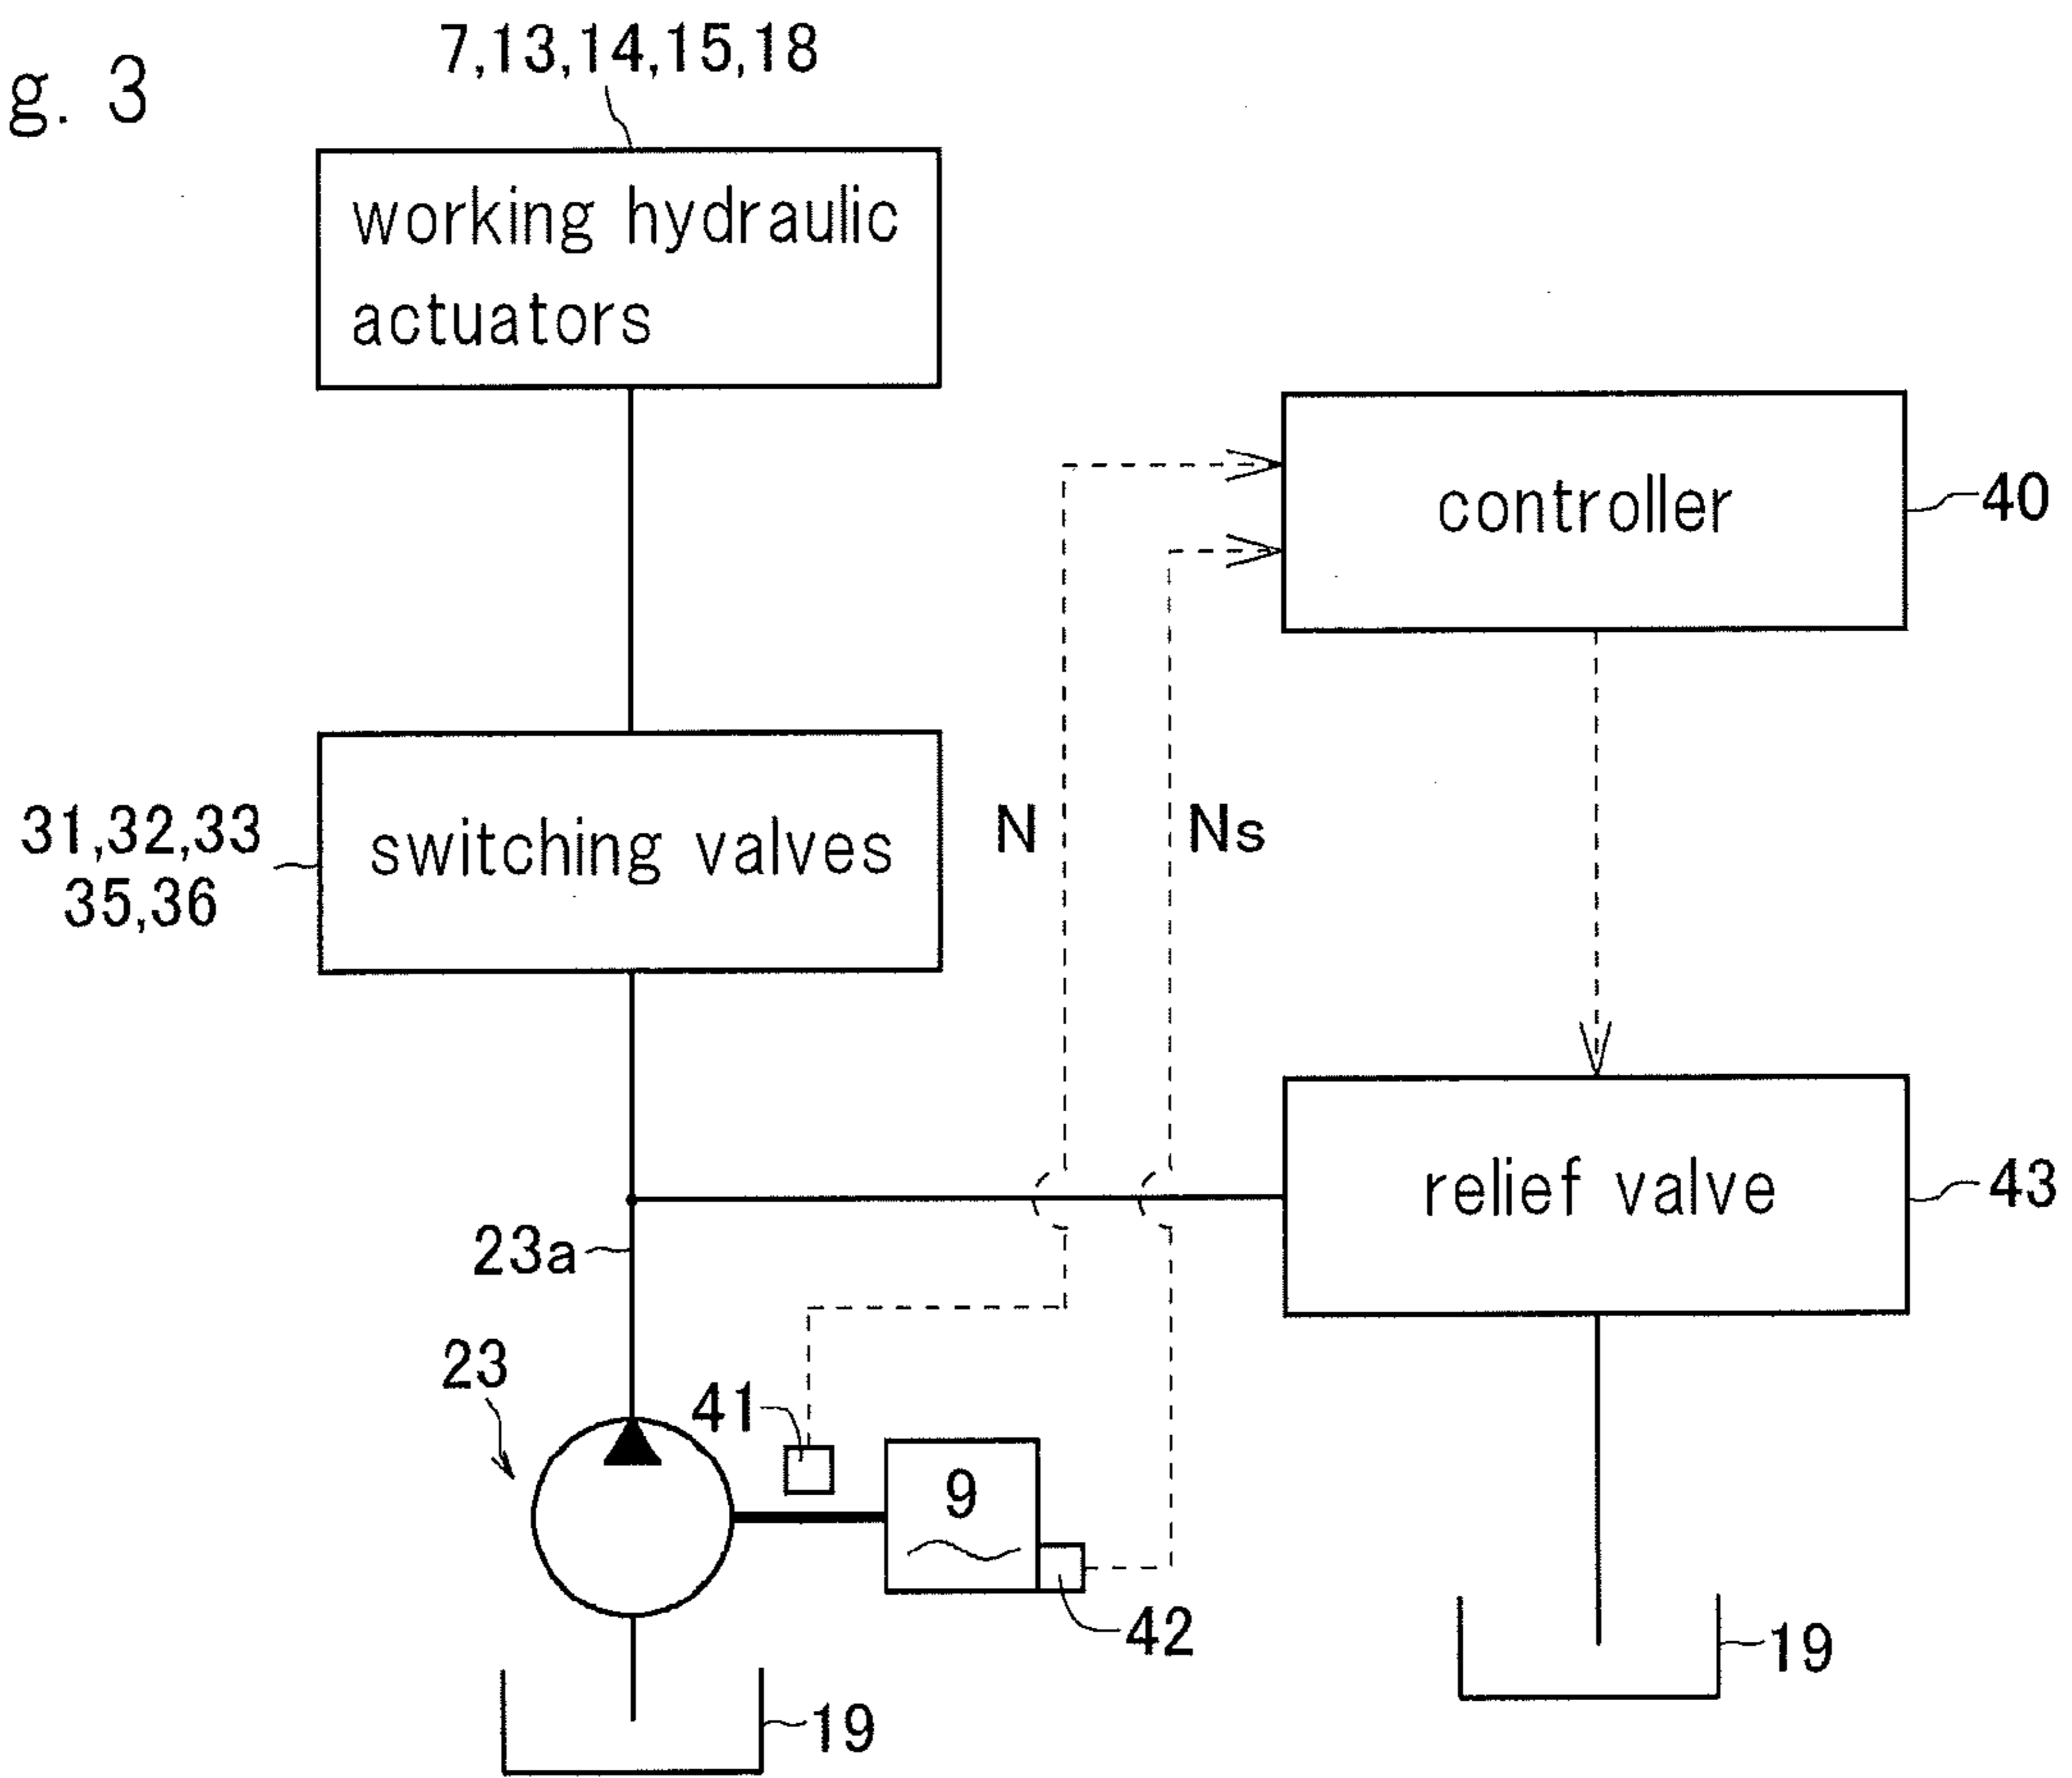 g. 3
7,13,14,15,18
working hydraulic
actuators
controller
40
31,32,33
35,36
switching valves
N
Ns
relief valve
43
23a
23
41
9
42
19
19